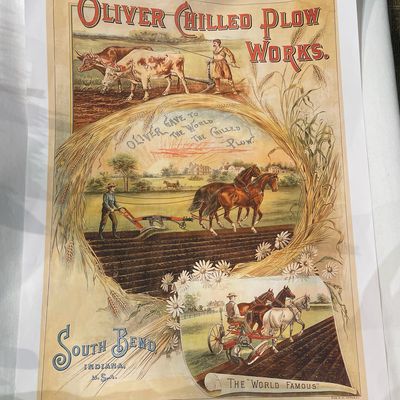 OLIVER CHILLED PLOW
WORKS.
OLIVER GAVE TO
THE WORLD
THE CHILLED
PLOW.
SOUTH BEND
INDIANA.
U.S.A.
THE "WORLD FAMOUS"